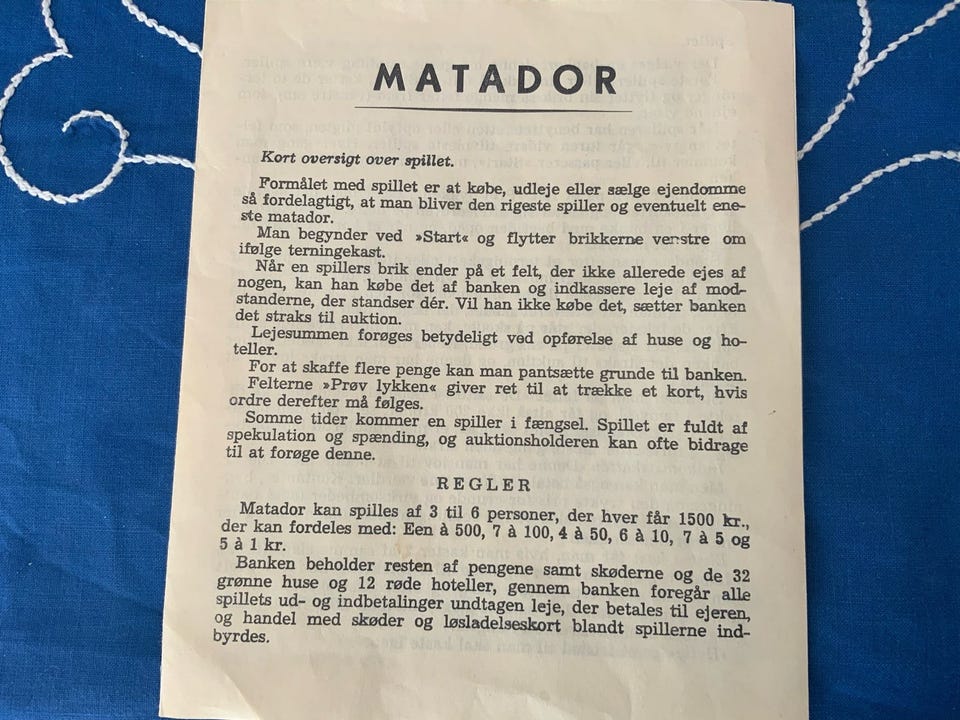 MATADOR
Kort oversigt over spillet.
Formålet med spillet er at købe, udleje eller sælge ejendomme
så fordelagtigt, at man bliver den rigeste spiller og eventuelt ene-
ste matador.
Man begynder ved »Start« og flytter brikkerne venstre om
ifølge terningekast.
Når en spillers brik ender på et felt, der ikke allerede ejes af
nogen, kan han købe det af banken og indkassere leje af mod-
standerne, der standser dér. Vil han ikke købe det, sætter banken
det straks til auktion.
Lejesummen forøges betydeligt ved opførelse af huse og ho-
teller.
For at skaffe flere penge kan man pantsætte grunde til banken.
Felterne »Prøv lykken« giver ret til at trække et kort, hvis
ordre derefter må følges.
Somme tider kommer en spiller i fængsel. Spillet er fuldt af
spekulation og spænding, og auktionsholderen kan ofte bidrage
til at forøge denne.
REGLER
Matador kan spilles af 3 til 6 personer, der hver får 1500 kr.,
der kan fordeles med: Een à 500, 7 à 100, 4 à 50, 6 à 10, 7 à 5 og
5 à 1 kr.
Banken beholder resten af pengene samt skøderne og de 32
grønne huse og 12 røde hoteller, gennem banken foregår alle
spillets ud- og indbetalinger undtagen leje, der betales til ejeren,
og handel med skøder og løsladelseskort blandt spillerne ind-
byrdes.